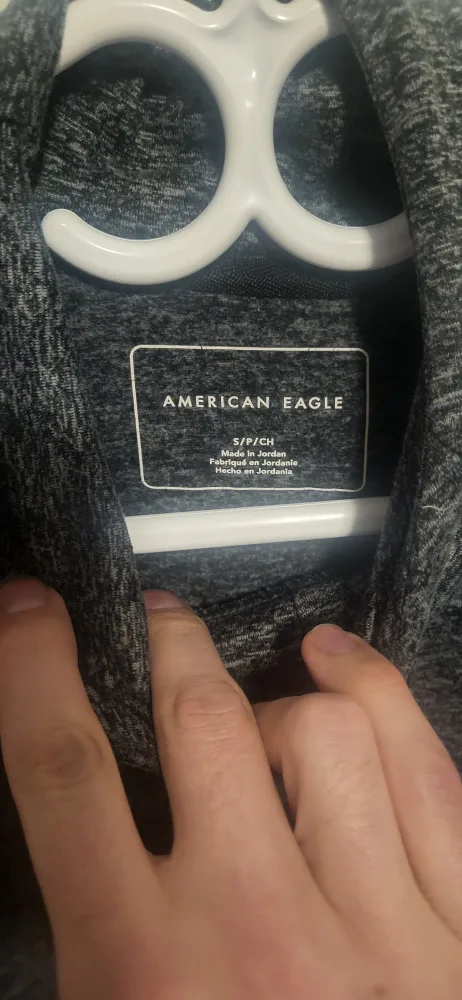 AMERICAN EAGLE
S/P/CH
Made in Jordan
Fabriqué en Jordanie
Hecho en Jordania